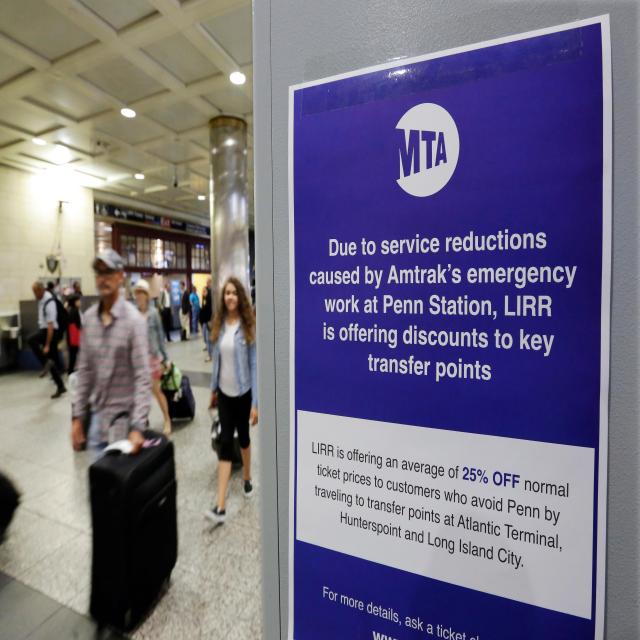 MTA
Due to service reductions
caused by Amtrak's emergency
work at Penn Station, LIRR
is offering discounts to key
transfer points
LIRR is offering an average of 25% OFF normal
ticket prices to customers who avoid Penn by
traveling to transfer points at Atlantic Terminal,
Hunterspoint and Long Island City.
For more details, ask a ticket